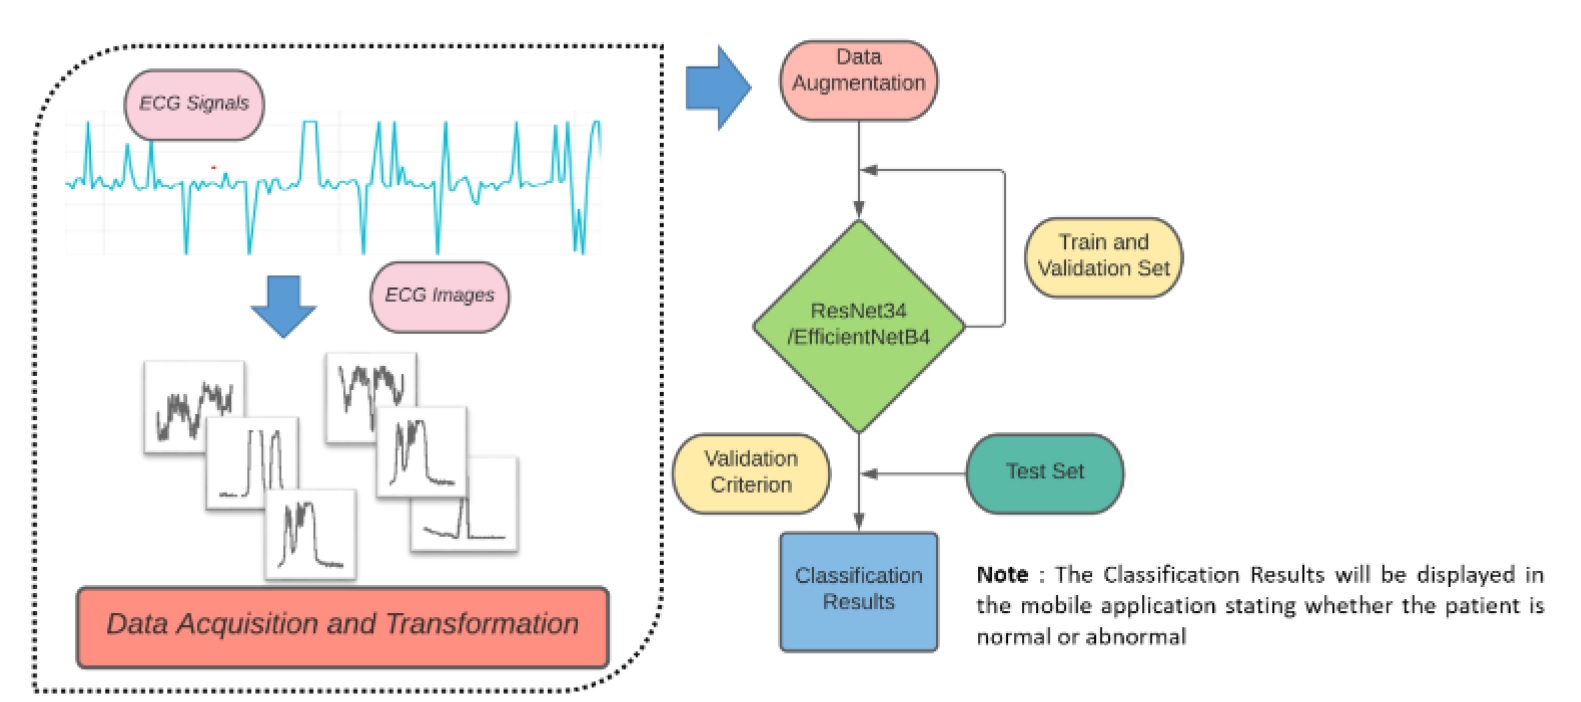 ECG Signals
ECG Images
Data Acquisition and Transformation
Data
Augmentation
Train and
Validation Set
ResNet34
/EfficientNetB4
Validation
Criterion
Test Set
Classification
Results
Note : The Classification Results will be displayed in
the mobile application stating whether the patient is
normal or abnormal